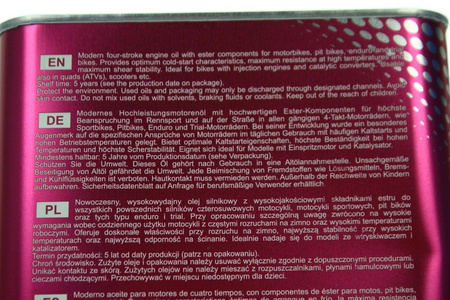 EN
Modern four-stroke engine oil with ester components for motorbikes, pit bikes, enduro and trial
bikes. Provides optimum cold-start characteristics, maximum resistance at high temperatures and
maximum shear stability. Ideal for bikes with injection engines and catalytic converters.
also in quads (ATVs), scooters etc.
Shelf time: 5 years (see the production date on package).
Protect the environment. Used oils and packaging may only be discharged through designated channels. Avoid
skin contact. Do not mix used oils with solvents, braking fluids or coolants. Keep out of the reach of children.
DE
Modernes Hochleistungsmotorenöl mit hochwertigen Ester-Komponenten für höchste
Beanspruchung im Rennsport und auf der Straße in allen gängigen 4-Takt-Motorrädern, wie
Sportbikes, Pitbikes, Enduro und Trial-Motorrädern. Bei seiner Entwicklung wurde ein besonderes
Augenmerk auf die spezifischen Ansprüche von Motorrädern im täglichen Gebrauch mit häufigen Kaltstarts und
hohen Betriebstemperaturen gelegt. Bietet optimale Kaltstarteigenschaften, höchste Beständigkeit bei hohen
Temperaturen und höchste Scherstabilität. Eignet sich ideal für Modelle mit Einspritzmotor und Katalysator.
Mindestens haltbar: 5 Jahre vom Produktionsdatum (siehe Verpackung).
Schützen Sie die Umwelt. Dieses Öl gehört nach Gebrauch in eine Altölannahmestelle. Unsachgemäße
Beseitigung von Altöl gefährdet die Umwelt. Jede Beimischung von Fremdstoffen wie Lösungsmitteln, Brems-
und Kühlflüssigkeiten ist verboten. Hautkontakt muss vermieden werden. Außerhalb der Reichweite von Kindern
aufbewahren. Sicherheitsdatenblatt auf Anfrage für berufsmäßige Verwender erhältlich.
PL
Nowoczesny, wysokowydajny olej silnikowy z wysokojakościowymi składnikami estru do
wszystkich powszednich silników czterosuwowych motocykli, motocykli sportowych, pit bików
oraz tych typu enduro i trial. Przy opracowaniu szczególną uwagę zwrócono na wysokie
wymagania wobec codziennego użytku motocykli z częstymi rozruchami na zimno oraz wysokimi temperaturami
roboczymi. Oferuje doskonałe właściwości przy rozruchu na zimno, najwyższą stabilność przy wysokich
temperaturach oraz najwyższą odporność na ścinanie. Idealnie nadaje się do modeli ze wtryskiwaczem i
katalizatorem.
Termin przydatności: 5 lat od daty produkcji (patrz na opakowaniu).
Chroń środowisko. Zużyte oleje i opakowania należy usuwać wyłącznie zgodnie z dopuszczonymi procedurami.
Unikać kontaktu ze skórą. Zużytych olejów nie należy mieszać z rozpuszczalnikami, płynami hamulcowymi lub
cieczami chłodzącymi. Przechowywać w miejscu niedostępnym dla dzieci.
Moderno aceite para motores de cuatro tiempos, con componentes de éster para motos, pit bikes,